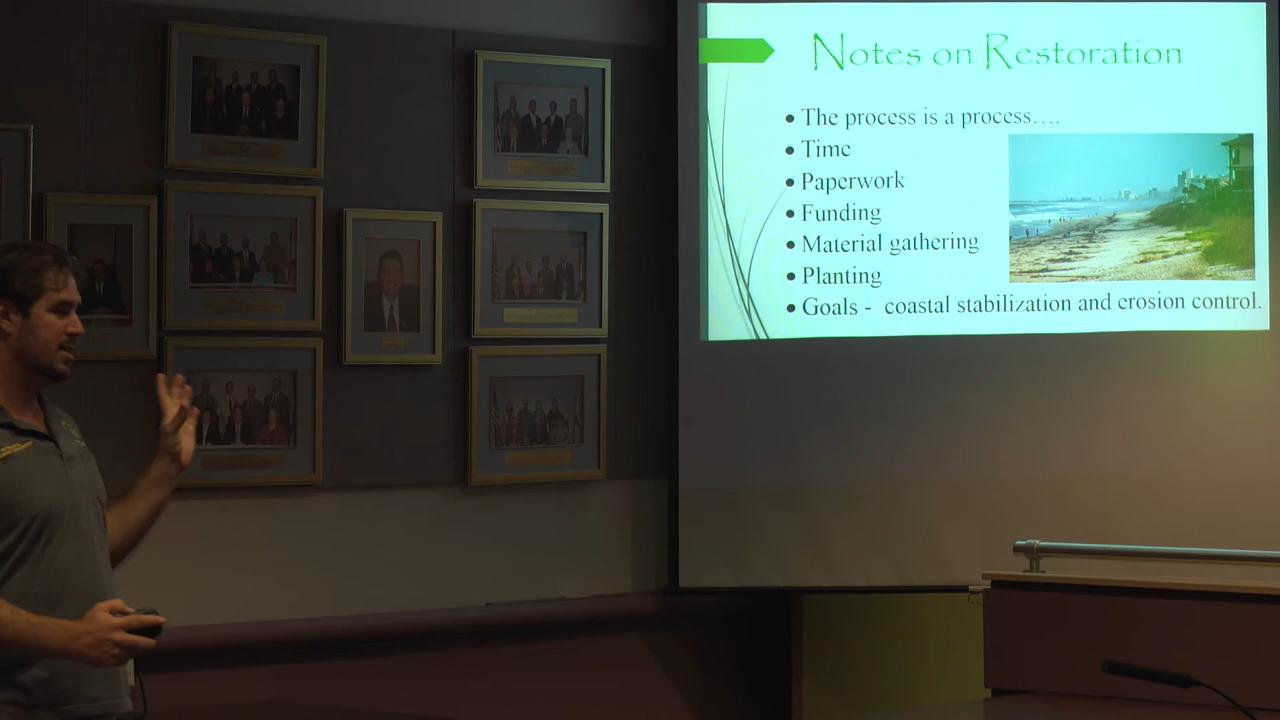 Notes on Restoration
• The process is a process….
• Time
• Paperwork
• Funding
• Material gathering
• Planting
• Goals - coastal stabilization and erosion control.